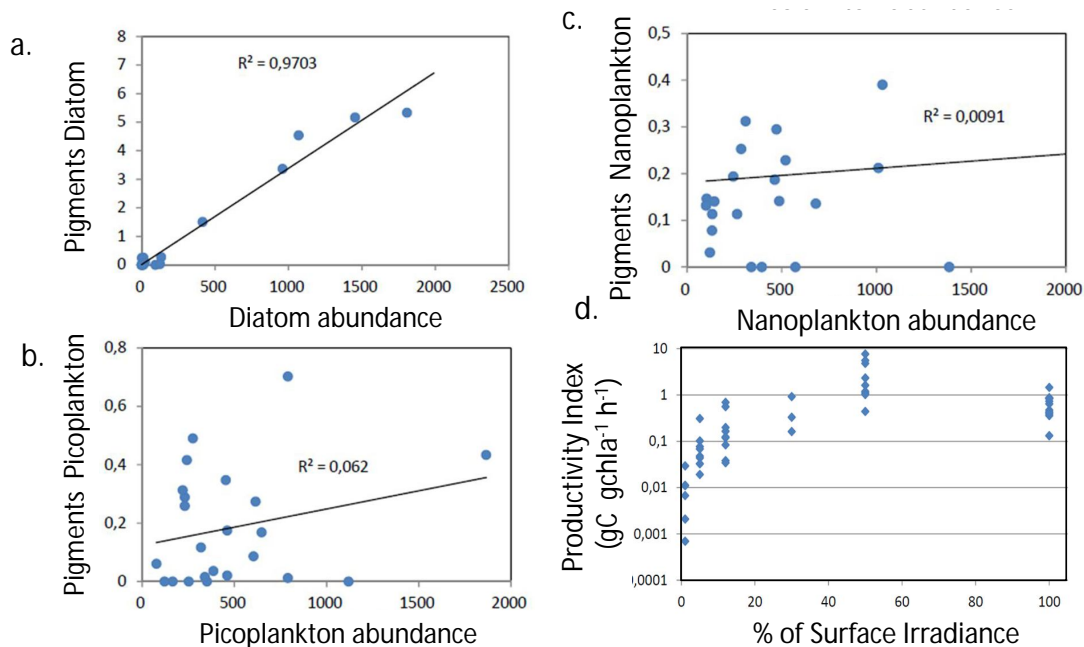 a.
Pigments Diatom
8
7
6
5
4
3
2
1
0
R² = 0,9703
0 500 1000 1500 2000 2500
Diatom abundance
b.
Pigments Picoplankton
0,8
0,6
0,4
0,2
0
R² = 0,062
0 500 1000 1500 2000
Picoplankton abundance
c.
Pigments Nanoplankton
0,5
0,4
0,3
0,2
0,1
0
R² = 0,0091
0 500 1000 1500 2000
Nanoplankton abundance
d.
Productivity Index
(gC gchla⁻¹ h⁻¹)
10
1
0,1
0,01
0,001
,0001
0 20 40 60 80 100
% of Surface Irradiance